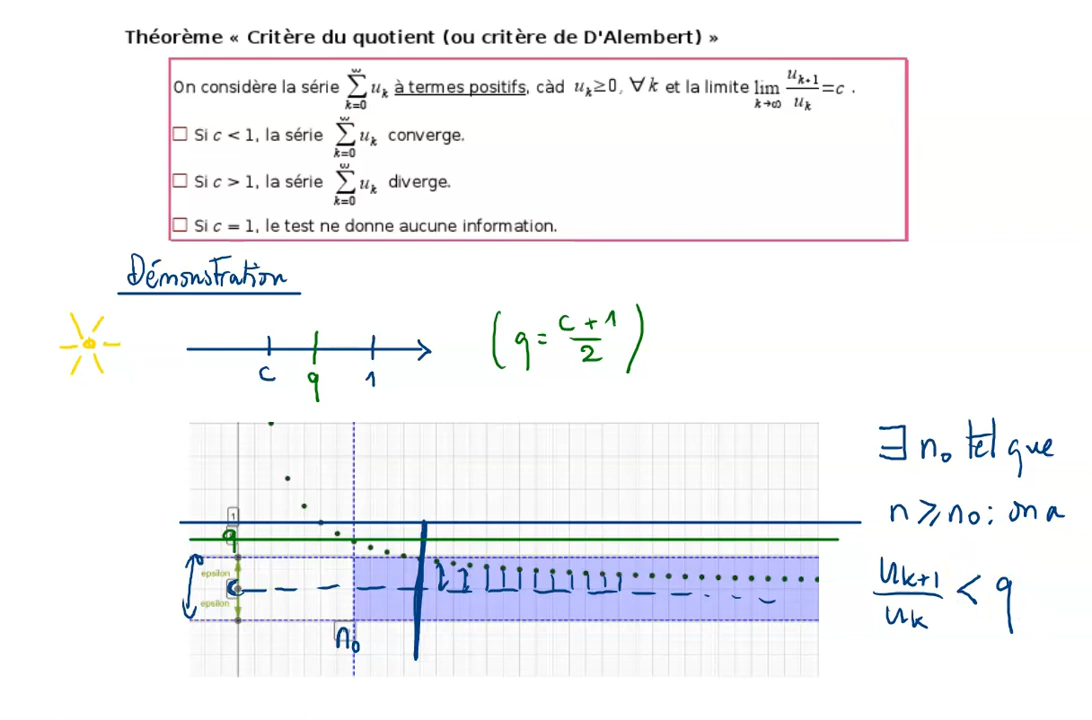 Théorème « Critère du quotient (ou critère de D'Alembert) »
On considère la série ∑_{k=0}^{∞} u_k à termes positifs, càd u_k≥0, ∀k et la limite lim_{k→∞} u_{k+1}/u_k = c .
□ Si c < 1, la série ∑_{k=0}^{∞} u_k converge.
□ Si c > 1, la série ∑_{k=0}^{∞} u_k diverge.
□ Si c = 1, le test ne donne aucune information.
Démonstration
c q 1
(q = (c+1)/2)
1
q
epsilon
c
epsilon
n₀
∃ n₀ tel que
n ≥ n₀ : on a
u_{k+1}/u_k < q